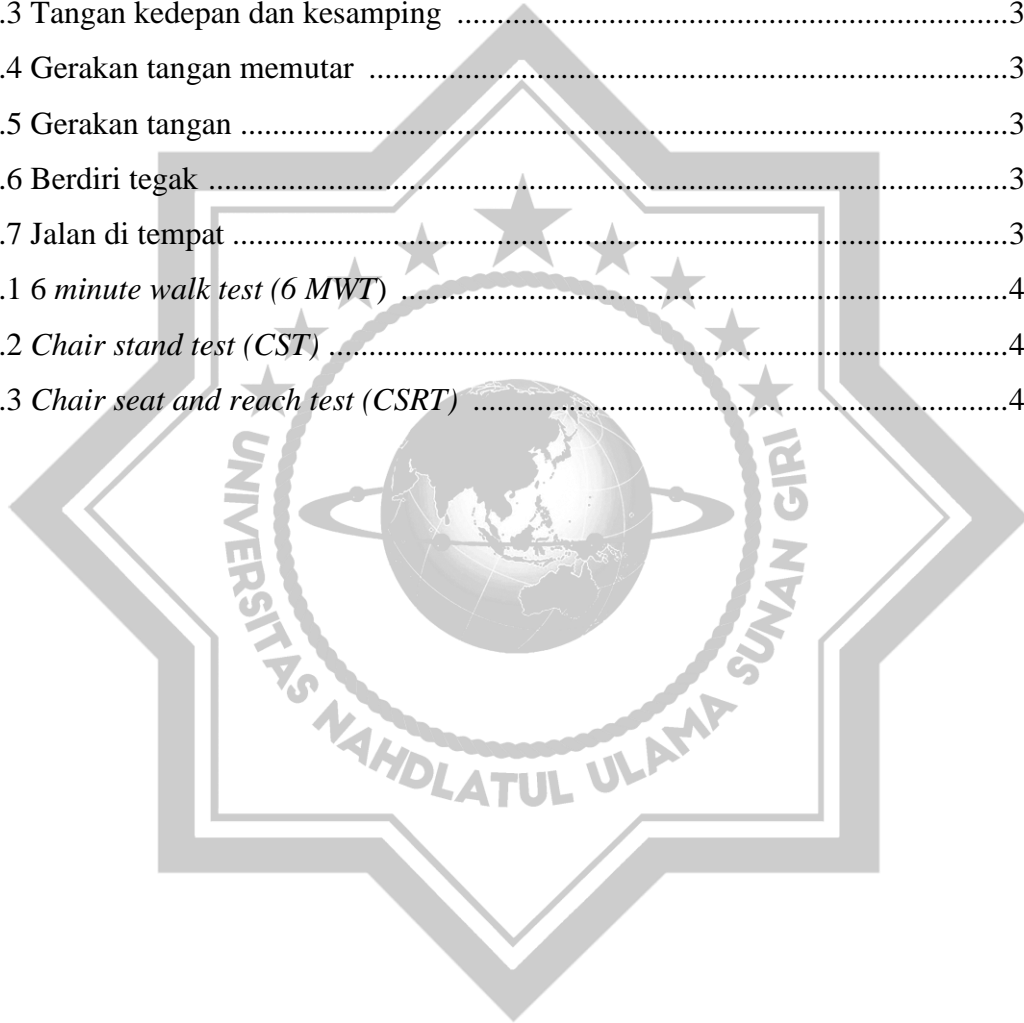 .3 Tangan kedepan dan kesamping ........................................................................3
.4 Gerakan tangan memutar ....................................................................................3
.5 Gerakan tangan ....................................................................................................3
.6 Berdiri tegak ........................................................................................................3
.7 Jalan di tempat .....................................................................................................3
.1 6 minute walk test (6 MWT) ...............................................................................4
.2 Chair stand test (CST) .........................................................................................4
.3 Chair seat and reach test (CSRT) ........................................................................4
UNIVERSITAS NAHDLATUL ULAMA SUNAN GIRI